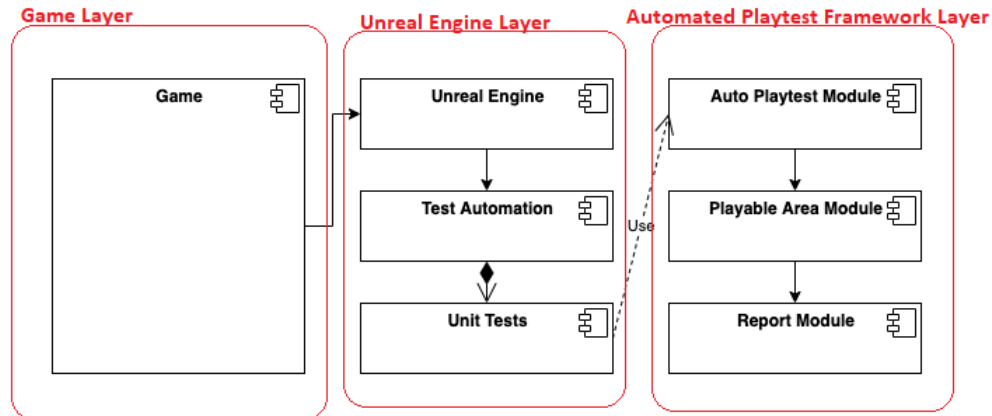 Game Layer
Unreal Engine Layer
Automated Playtest Framework Layer
Game
Unreal Engine
Auto Playtest Module
Test Automation
Playable Area Module
Use
Unit Tests
Report Module